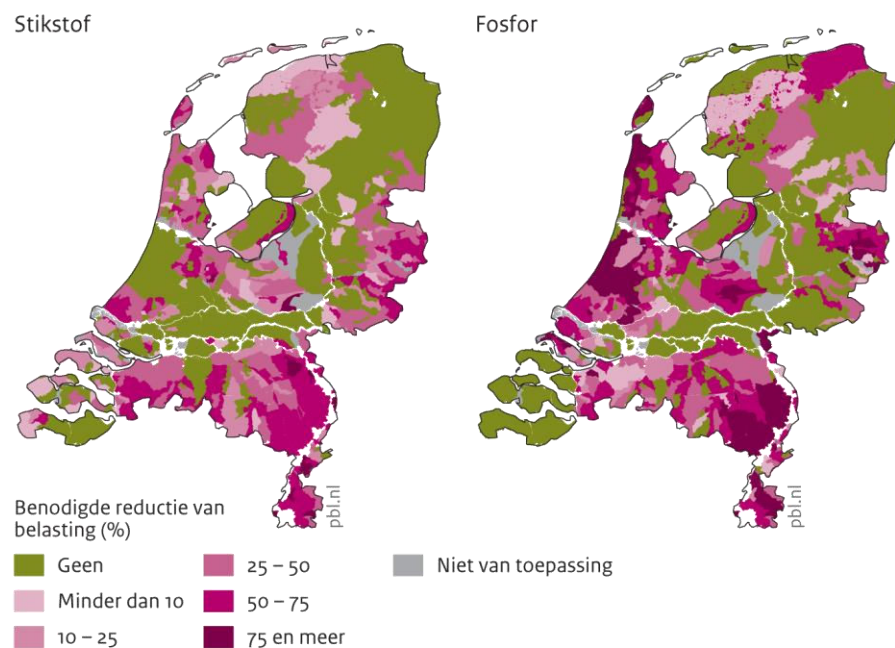 Stikstof
Fosfor
pbl.nl
pbl.nl
Benodigde reductie van
belasting (%)
Geen
Minder dan 10
10 – 25
25 – 50
50 – 75
75 en meer
Niet van toepassing